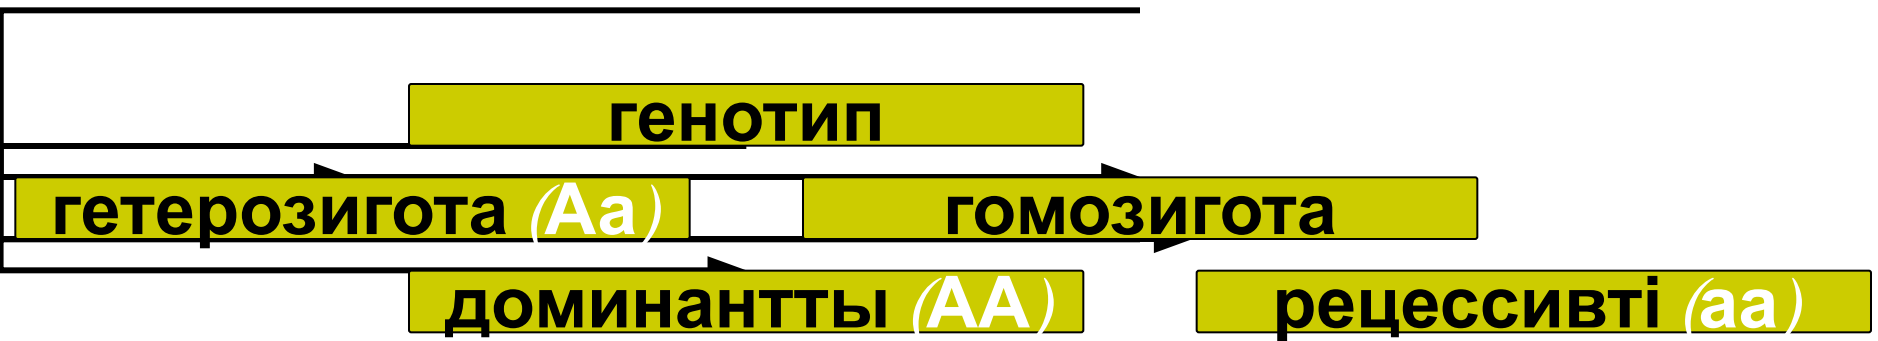 генотип
гетерозигота (Аа) гомозигота
доминантты (АА) рецессивті (аа)